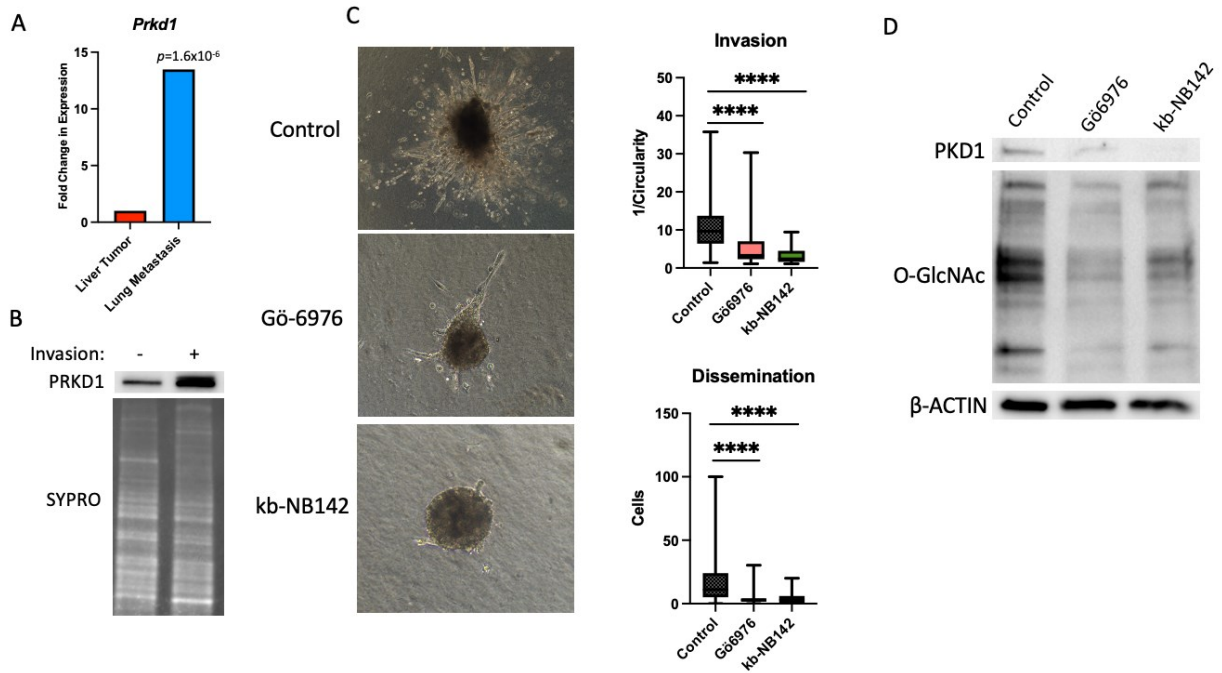 A
Prkd1
p=1.6x10-6
Fold Change in Expression
15
10
5
0
Liver Tumor
Lung Metastasis
B
Invasion: - +
PRKD1
SYPRO
C
Control
Gö-6976
kb-NB142
Invasion
1/Circularity
50
40
30
20
10
0
****
****
Control
Gö6976
kb-NB142
Dissemination
Cells
150
100
50
0
****
****
Control
Gö6976
kb-NB142
D
Control
Gö6976
kb-NB142
PKD1
O-GlcNAc
β-ACTIN